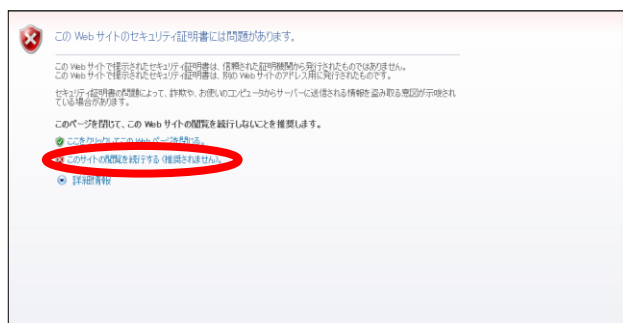 この Web サイトのセキュリティ証明書には問題があります。
この Web サイトで提示されたセキュリティ証明書は、信頼された証明機関から発行されたものではありません。
この Web サイトで提示されたセキュリティ証明書は、別の Web サイトのアドレス用に発行されたものです。
セキュリティ証明書の問題によって、詐欺や、お使いのコンピュータからサーバーに送信される情報を盗み取る意図が示唆され
ている場合があります。
このページを閉じて、この Web サイトの閲覧を続行しないことを推奨します。
ここをクリックしてこの Web ページを閉じる。
このサイトの閲覧を続行する (推奨されません)。
詳細情報